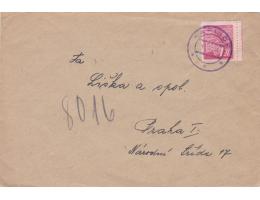 Fa
Liška a spol.
8016
Praha I
Národní třída 17